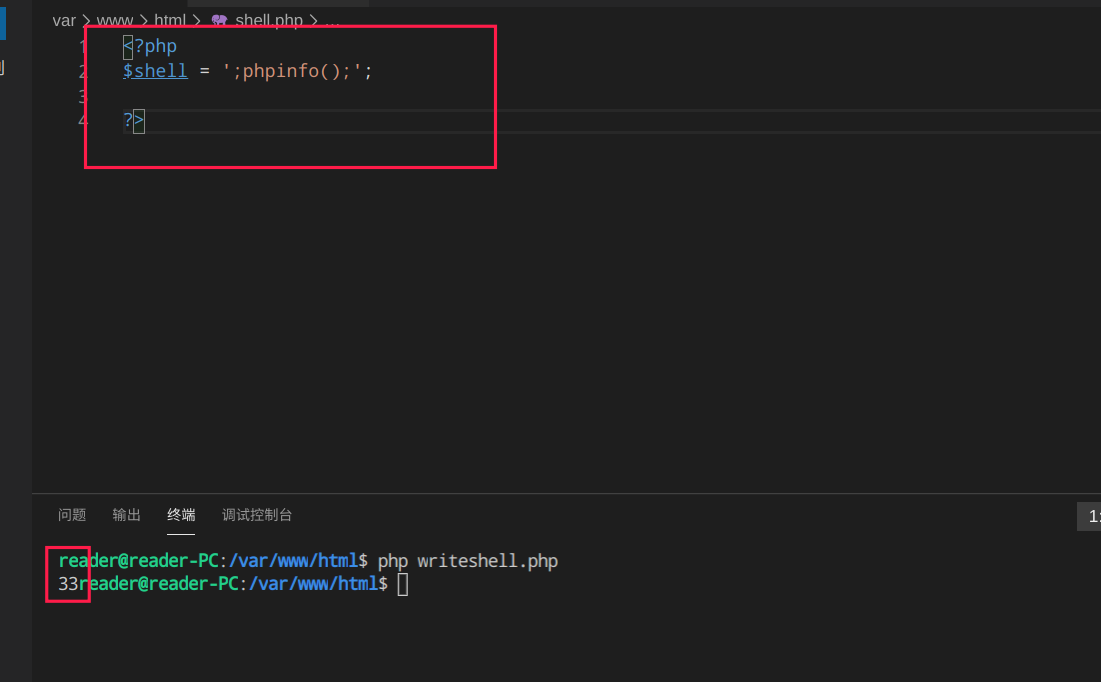 var > www > html > shell.php > ...
1 <?php
2 $shell = ';phpinfo();';
3
4 ?>
问题 输出 终端 调试控制台
1:
reader@reader-PC:/var/www/html$ php writeshell.php
33reader@reader-PC:/var/www/html$